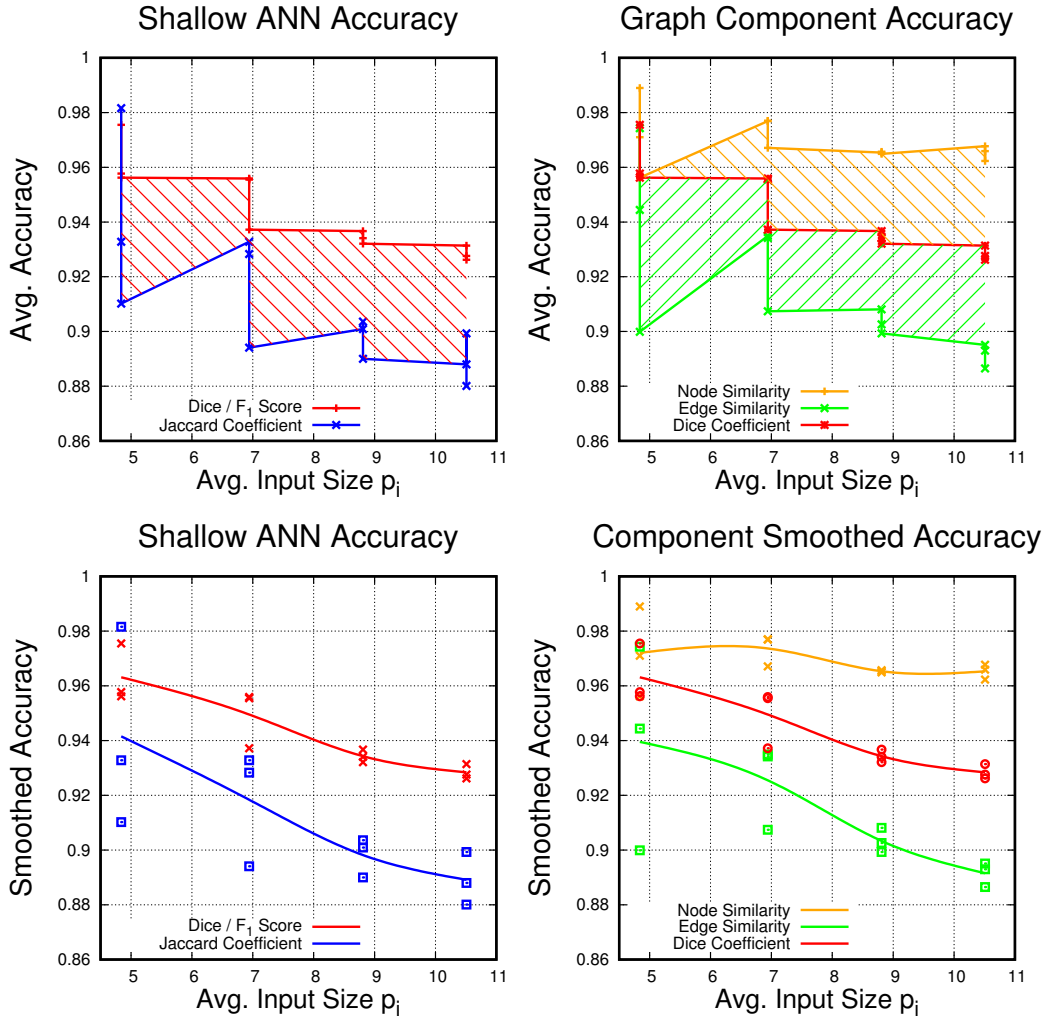 Shallow ANN Accuracy
Avg. Accuracy
1
0.98
0.96
0.94
0.92
0.9
0.88
0.86
Dice / F1 Score
Jaccard Coefficient
5 6 7 8 9 10 11
Avg. Input Size pi
Graph Component Accuracy
Avg. Accuracy
1
0.98
0.96
0.94
0.92
0.9
0.88
0.86
Node Similarity
Edge Similarity
Dice Coefficient
5 6 7 8 9 10 11
Avg. Input Size pi
Shallow ANN Accuracy
Smoothed Accuracy
1
0.98
0.96
0.94
0.92
0.9
0.88
0.86
Dice / F1 Score
Jaccard Coefficient
5 6 7 8 9 10 11
Avg. Input Size pi
Component Smoothed Accuracy
Smoothed Accuracy
1
0.98
0.96
0.94
0.92
0.9
0.88
0.86
Node Similarity
Edge Similarity
Dice Coefficient
5 6 7 8 9 10 11
Avg. Input Size pi